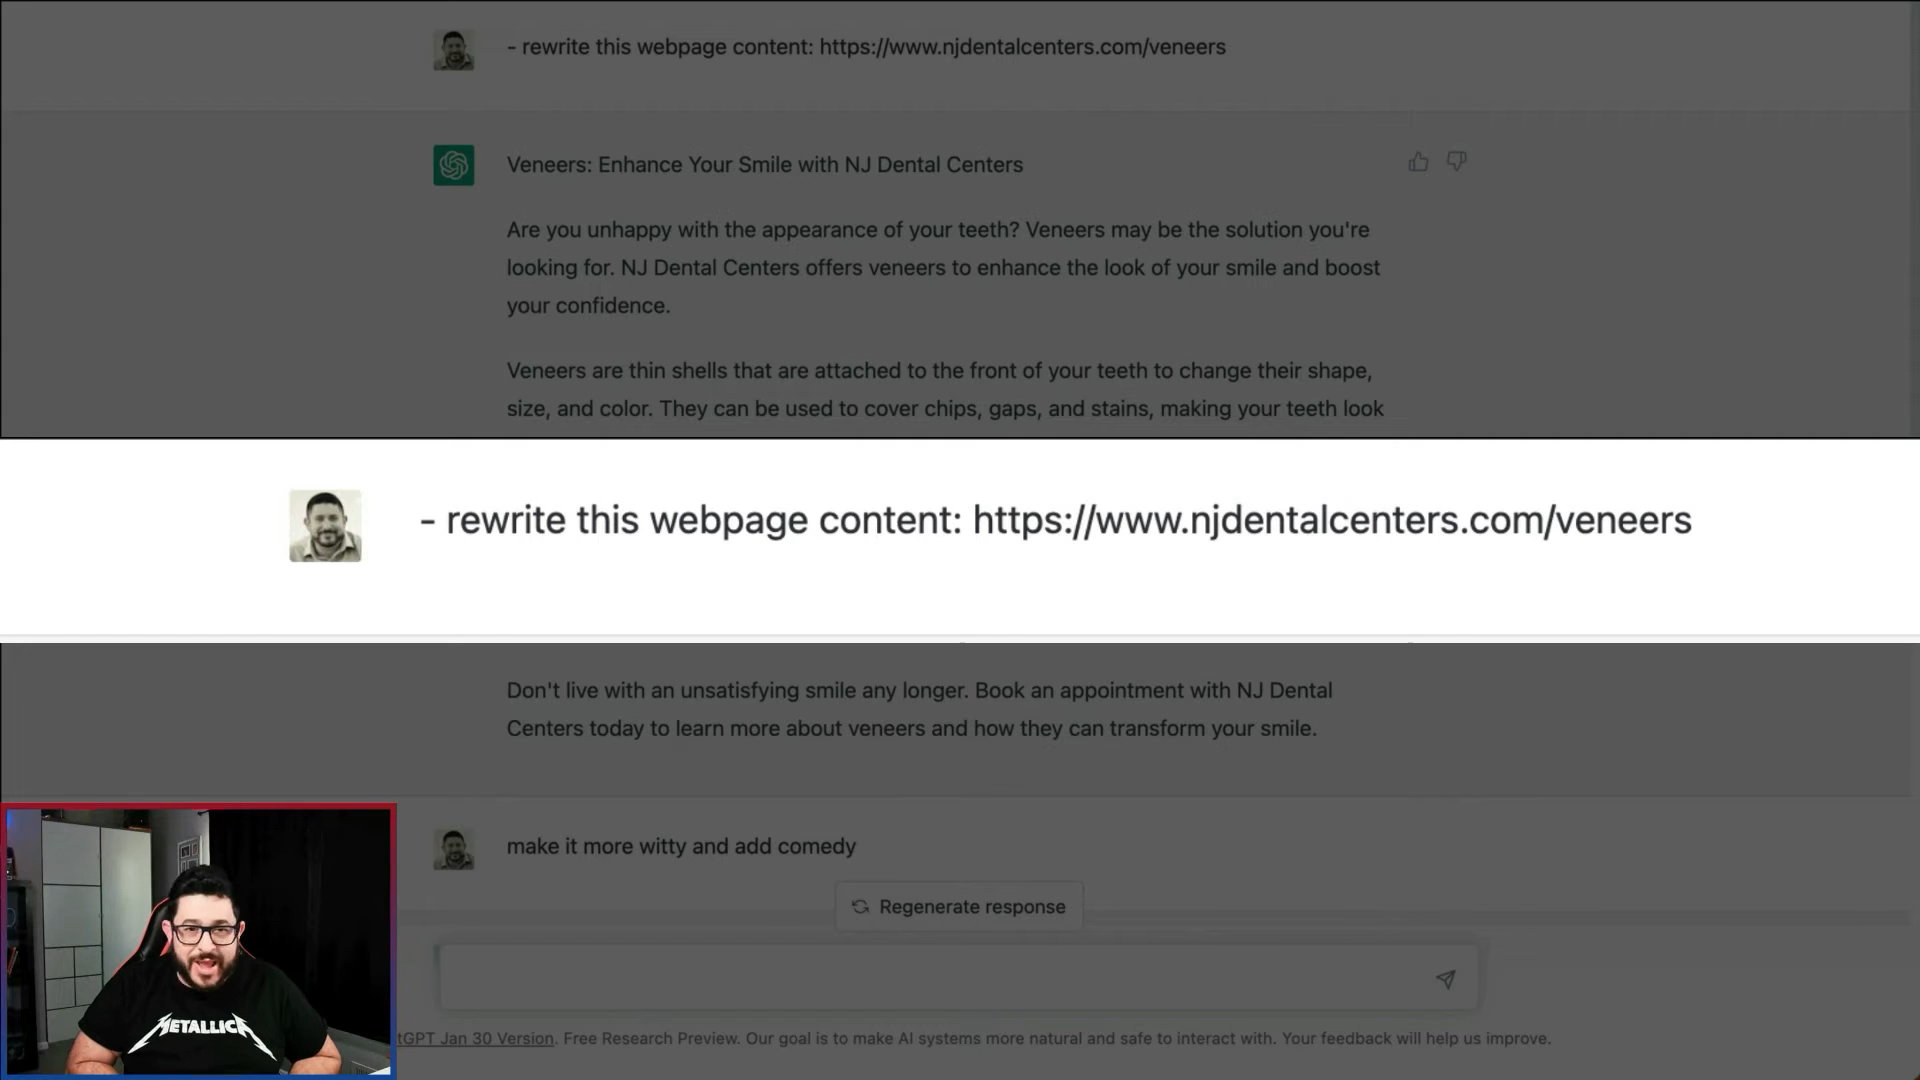 - rewrite this webpage content: https://www.njdentalcenters.com/veneers
Veneers: Enhance Your Smile with NJ Dental Centers
Are you unhappy with the appearance of your teeth? Veneers may be the solution you're
looking for. NJ Dental Centers offers veneers to enhance the look of your smile and boost
your confidence.
Veneers are thin shells that are attached to the front of your teeth to change their shape,
size, and color. They can be used to cover chips, gaps, and stains, making your teeth look
- rewrite this webpage content: https://www.njdentalcenters.com/veneers
Don't live with an unsatisfying smile any longer. Book an appointment with NJ Dental
Centers today to learn more about veneers and how they can transform your smile.
make it more witty and add comedy
Regenerate response
METALLICA
tGPT Jan 30 Version. Free Research Preview. Our goal is to make AI systems more natural and safe to interact with. Your feedback will help us improve.